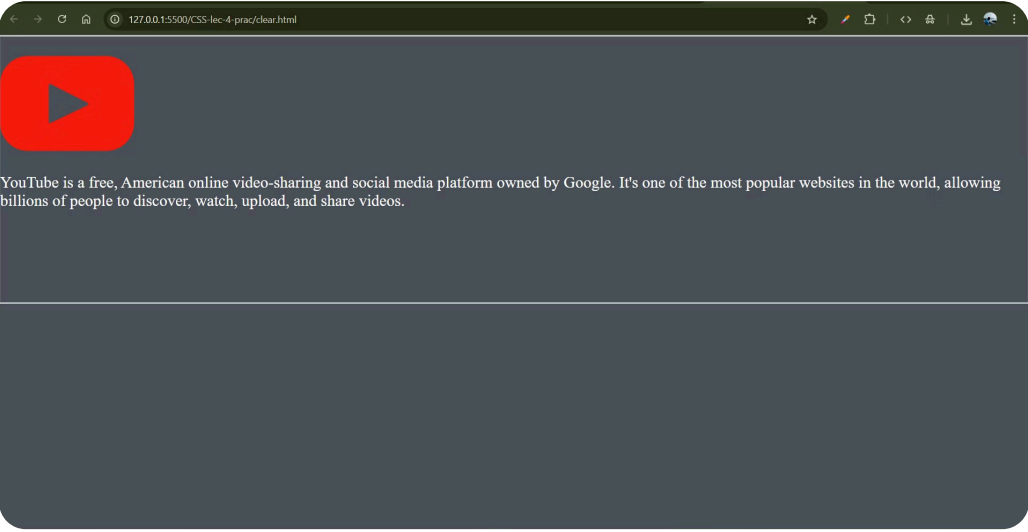 127.0.0.1:5500/CSS-lec-4-prac/clear.html
YouTube is a free, American online video-sharing and social media platform owned by Google. It's one of the most popular websites in the world, allowing
billions of people to discover, watch, upload, and share videos.